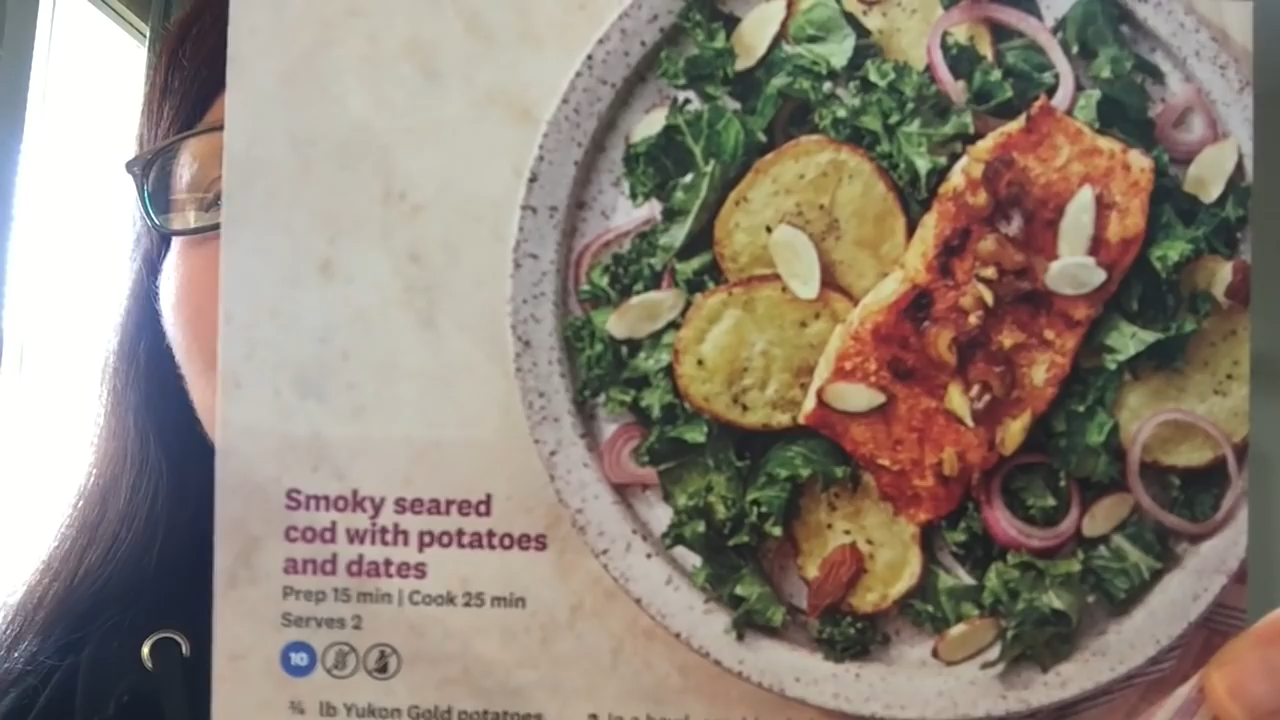 Smoky seared
cod with potatoes
and dates
Prep 15 min | Cook 25 min
Serves 2
10
¾ lb Yukon Gold potatoes